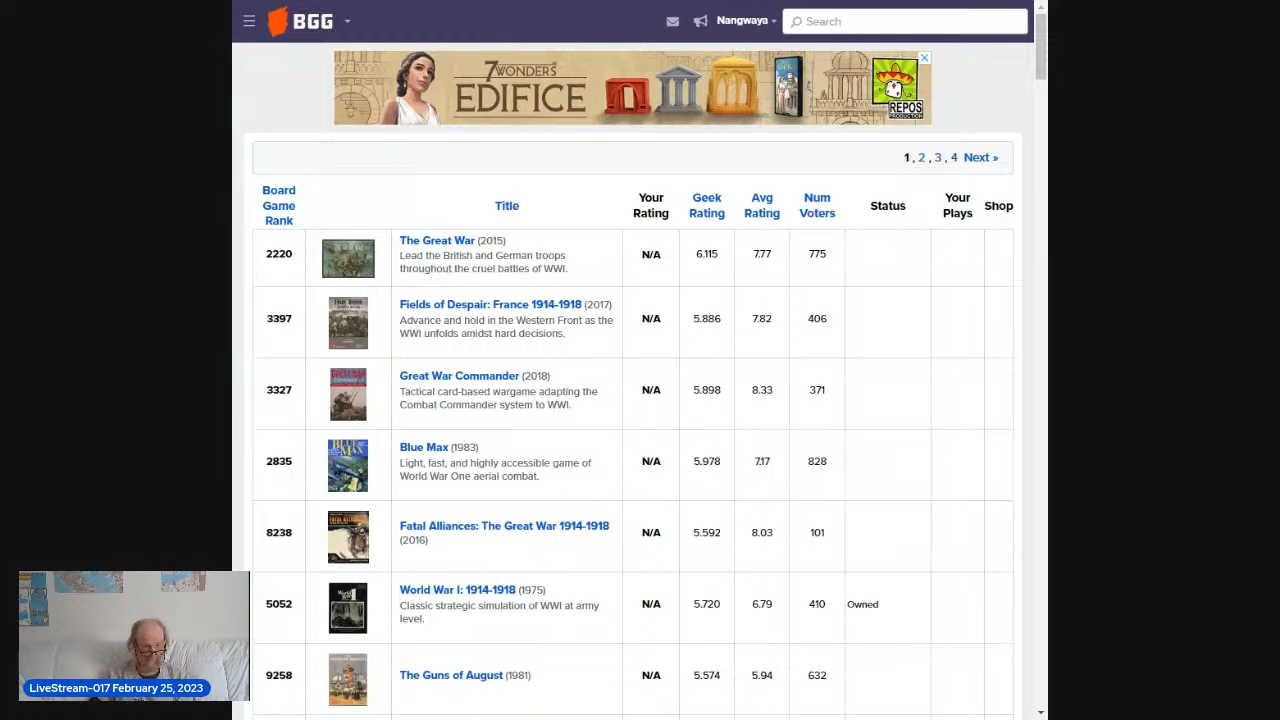 BGG
Nangwaya
Search
7 WONDERS
EDIFICE
REPOS
PRODUCTION
1 , 2 , 3 , 4 Next »
Board Game Rank
Title
Your Rating
Geek Rating
Avg Rating
Num Voters
Status
Your Plays
Shop
2220
The Great War (2015)
Lead the British and German troops
throughout the cruel battles of WWI.
N/A 6.115 7.77 775
3397
Fields of Despair: France 1914-1918 (2017)
Advance and hold in the Western Front as the
WWI unfolds amidst hard decisions.
N/A 5.886 7.82 406
3327
Great War Commander (2018)
Tactical card-based wargame adapting the
Combat Commander system to WWI.
N/A 5.898 8.33 371
2835
BLUE MAX
Blue Max (1983)
Light, fast, and highly accessible game of
World War One aerial combat.
N/A 5.978 7.17 828
8238
Fatal Alliances: The Great War 1914-1918
(2016)
N/A 5.592 8.03 101
5052
World War I: 1914-1918 (1975)
Classic strategic simulation of WWI at army
level.
N/A 5.720 6.79 410 Owned
9258
The Guns of August (1981)
N/A 5.574 5.94 632
LiveStream-017 February 25, 2023